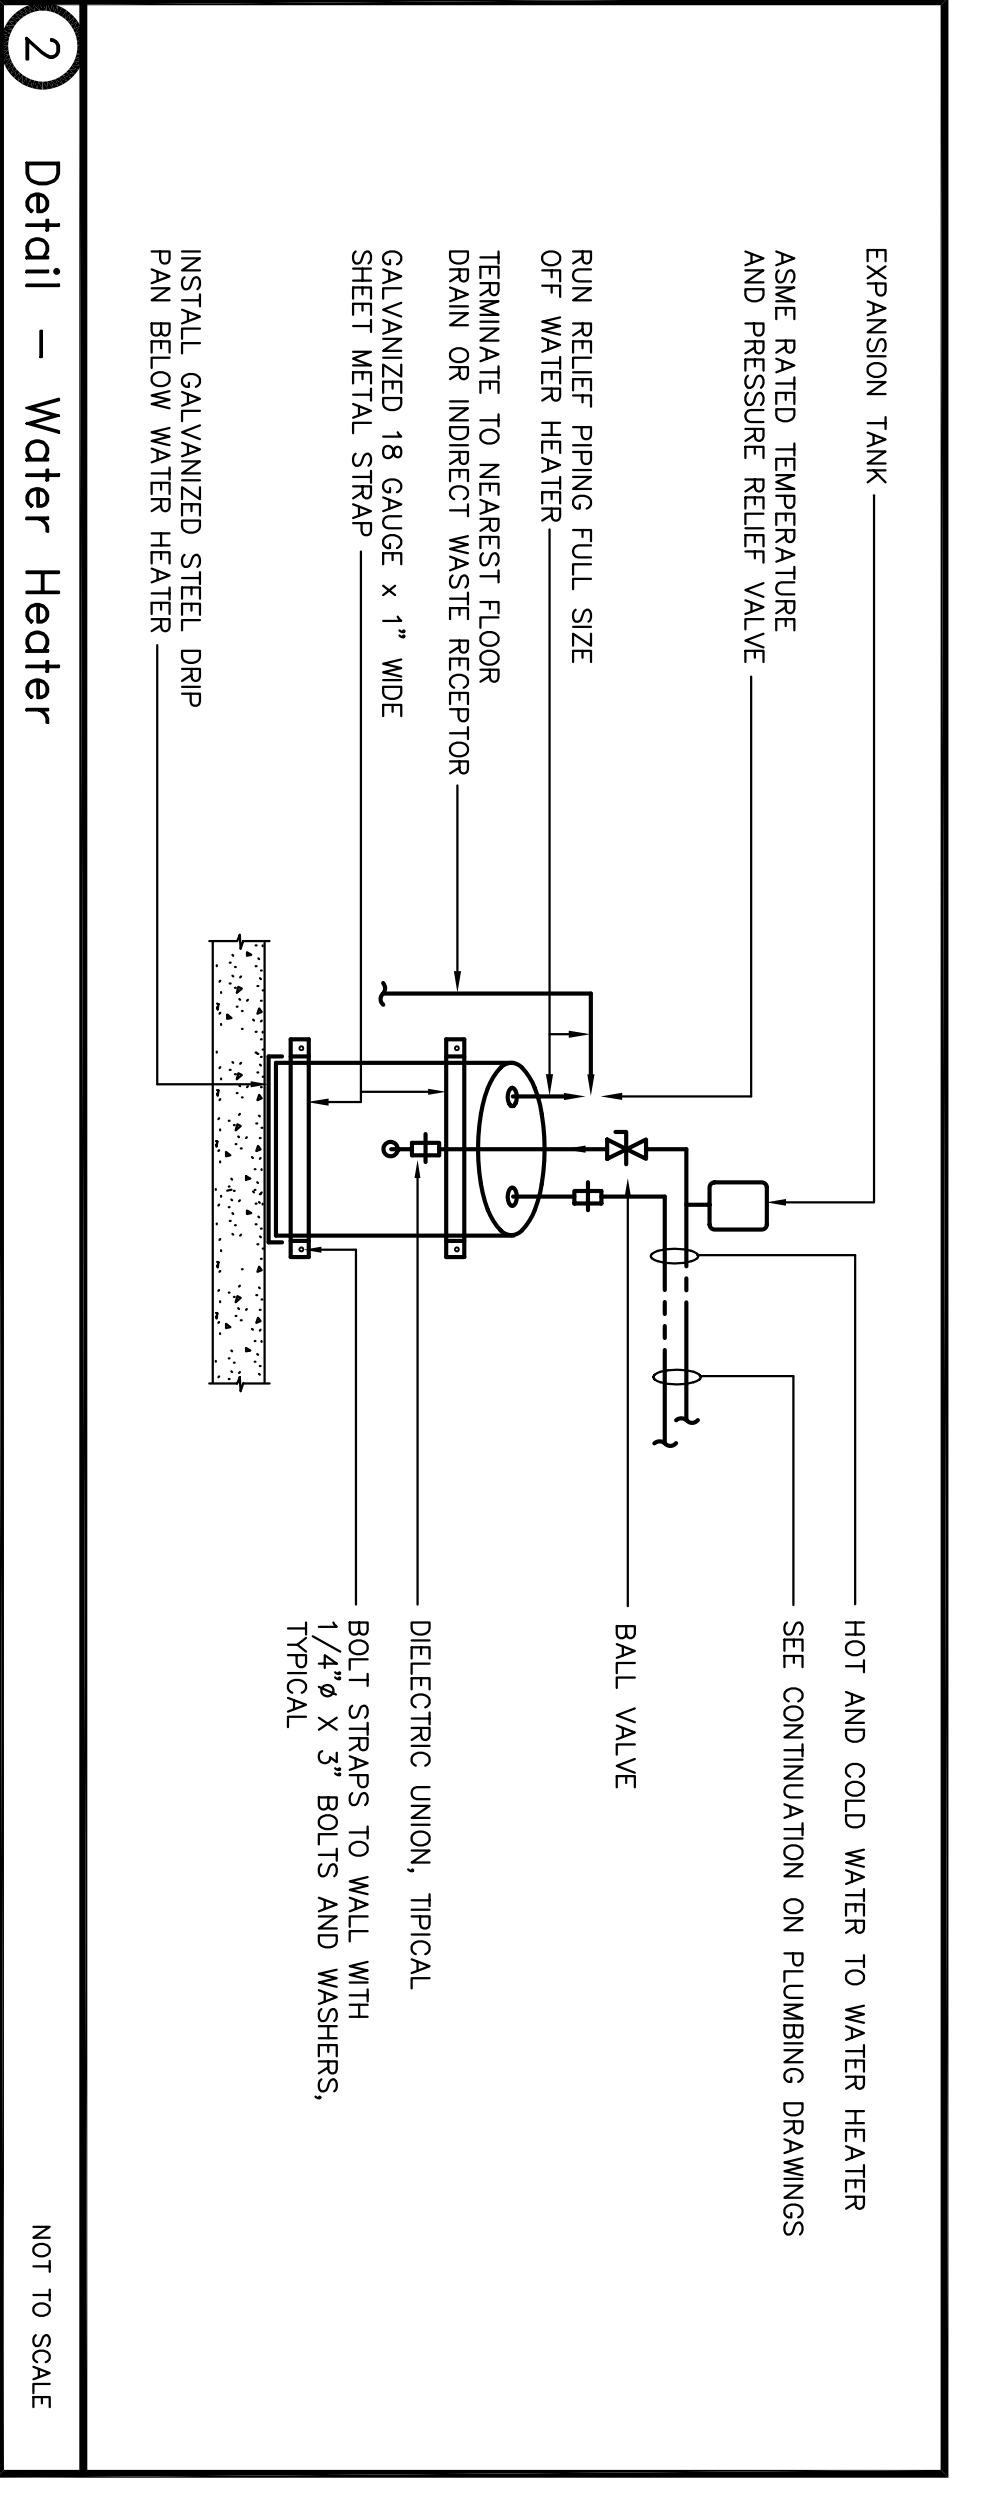 EXPANSION TANK
ASME RATED TEMPERATURE
AND PRESSURE RELIEF VALVE
RUN RELIEF PIPING FULL SIZE
OFF WATER HEATER
TERMINATE TO NEAREST FLOOR
DRAIN OR INDIRECT WASTE RECEPTOR
GALVANIZED 18 GAUGE x 1" WIDE
SHEET METAL STRAP
INSTALL GALVANIZED STEEL DRIP
PAN BELOW WATER HEATER
HOT AND COLD WATER TO WATER HEATER
SEE CONTINUATION ON PLUMBING DRAWINGS
BALL VALVE
DIELECTRIC UNION, TIPICAL
BOLT STRAPS TO WALL WITH
1/4"ø X 3" BOLTS AND WASHERS,
TYPICAL
2 Detail – Water Heater
NOT TO SCALE